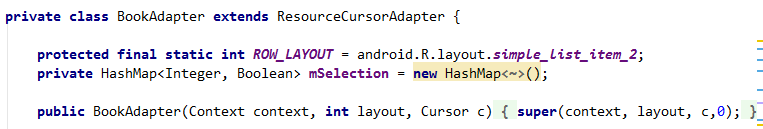 private class BookAdapter extends ResourceCursorAdapter {
protected final static int ROW_LAYOUT = android.R.layout.simple_list_item_2;
private HashMap<Integer, Boolean> mSelection = new HashMap<~>();
public BookAdapter(Context context, int layout, Cursor c) { super(context, layout, c,0); }